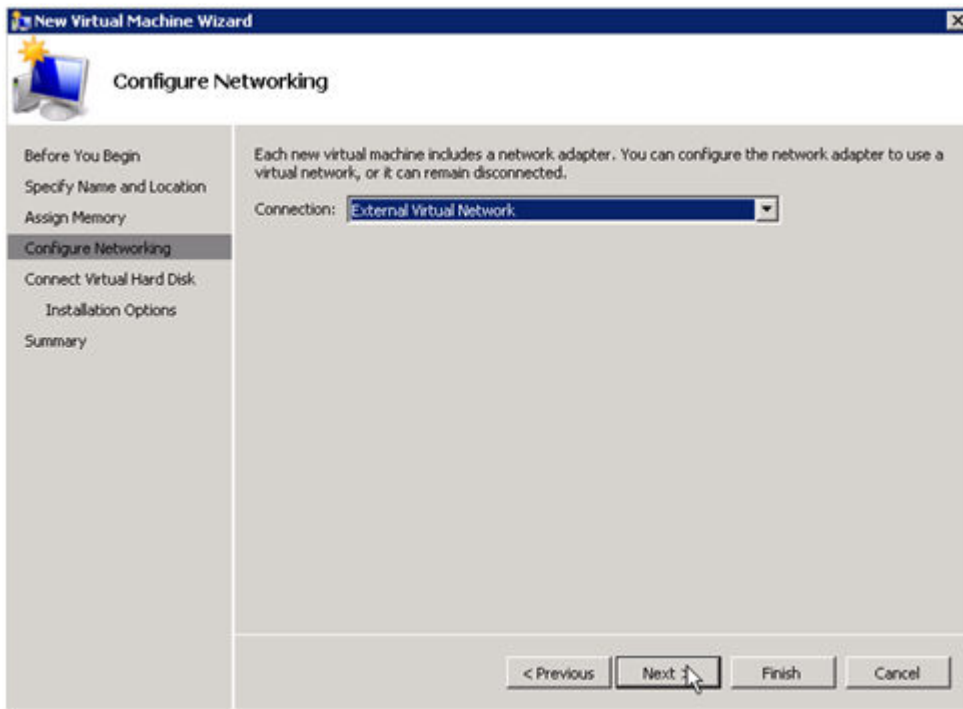 New Virtual Machine Wizard
Configure Networking
Before You Begin
Specify Name and Location
Assign Memory
Configure Networking
Connect Virtual Hard Disk
Installation Options
Summary
Each new virtual machine includes a network adapter. You can configure the network adapter to use a
virtual network, or it can remain disconnected.
Connection: External Virtual Network
< Previous
Next >
Finish
Cancel